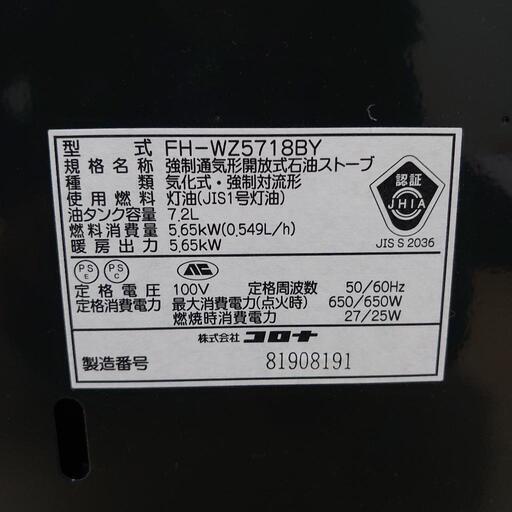 型 式 FH-WZ5718BY
規格名称 強制通気形開放式石油ストーブ
種 類 気化式・強制対流形
使用燃料 灯油(JIS1号灯油)
油タンク容量 7.2L
燃料消費量 5.65kW(0.549L/h)
暖房出力 5.65kW
認証
JHIA
JIS S 2036
PS E PS C
定格電圧 100V 定格周波数 50/60Hz
定格消費電力 最大消費電力(点火時) 650/650W
燃焼時消費電力 27/25W
株式会社 コロナ
製造番号 81908191